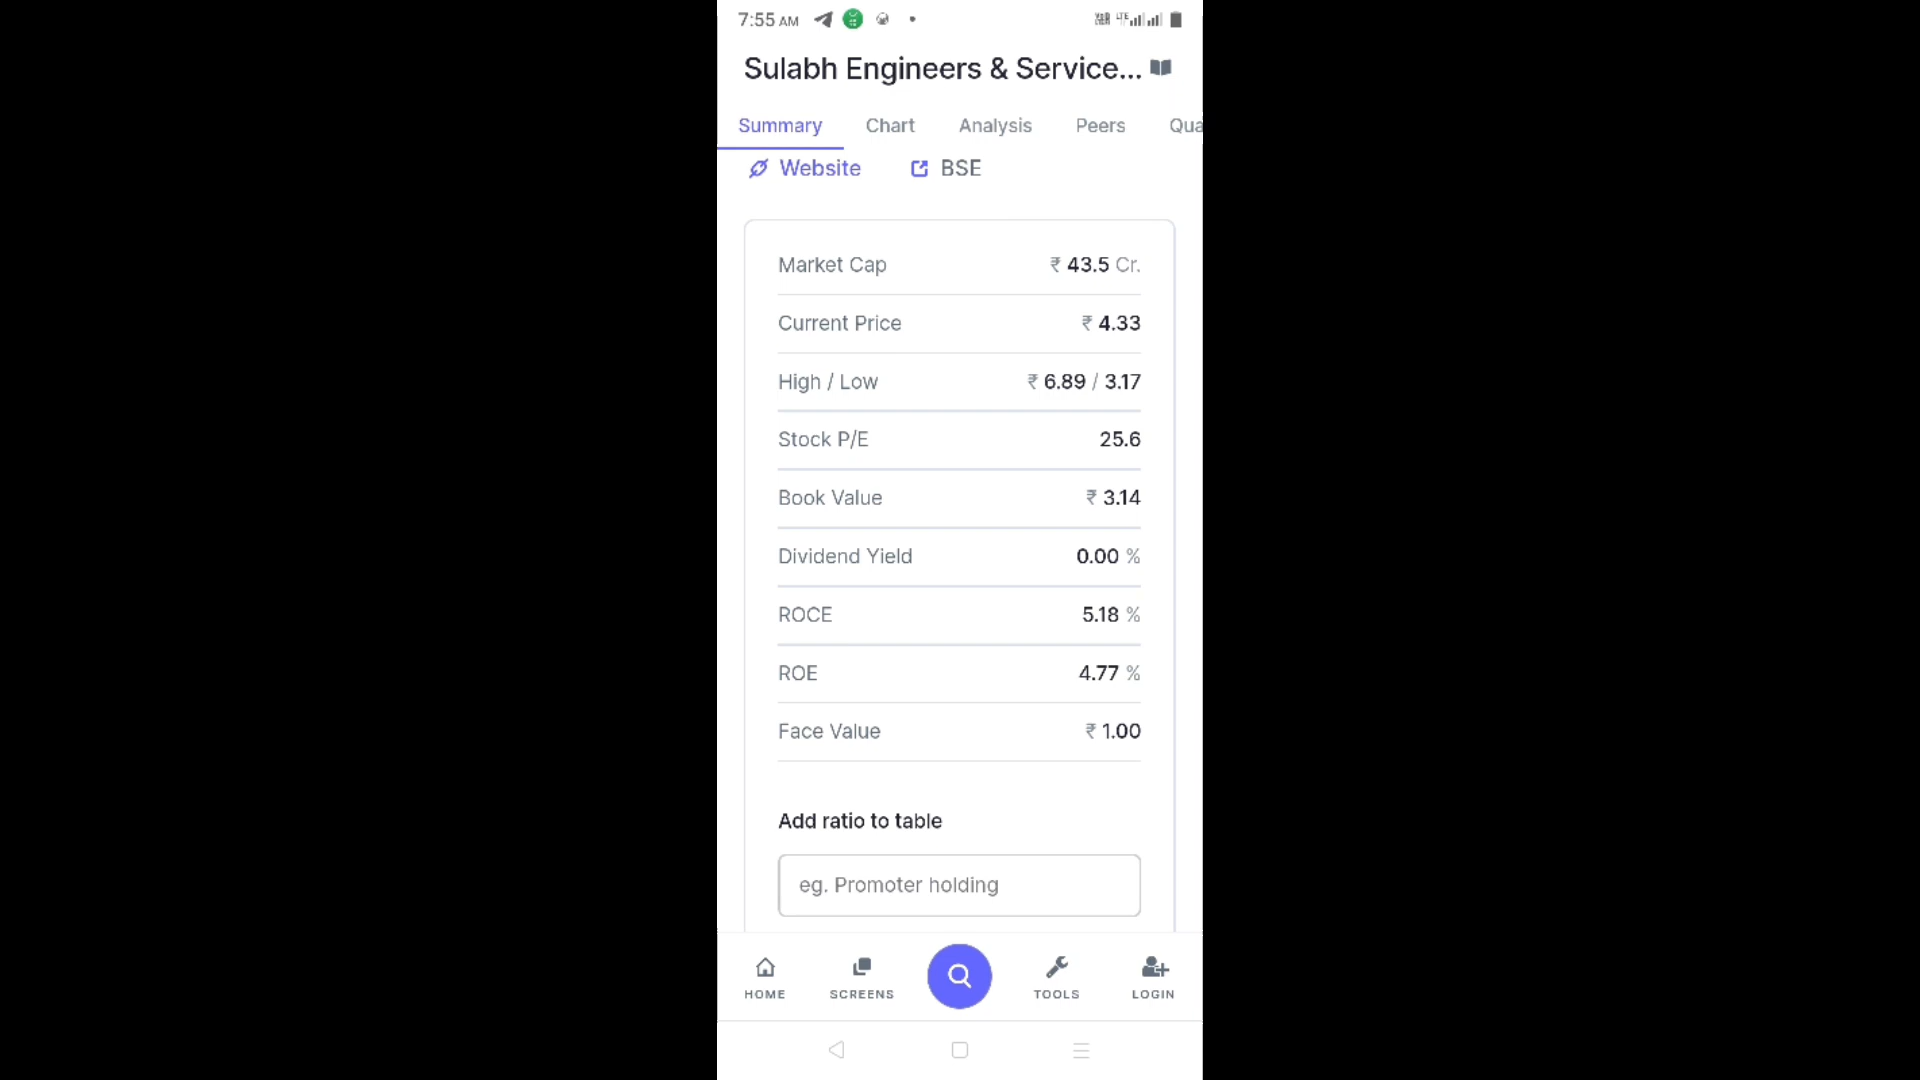 7:55 AM
Sulabh Engineers & Service...
Summary Chart Analysis Peers Qua
Website BSE
Market Cap ₹ 43.5 Cr.
Current Price ₹ 4.33
High / Low ₹ 6.89 / 3.17
Stock P/E 25.6
Book Value ₹ 3.14
Dividend Yield 0.00 %
ROCE 5.18 %
ROE 4.77 %
Face Value ₹ 1.00
Add ratio to table
eg. Promoter holding
HOME SCREENS TOOLS LOGIN